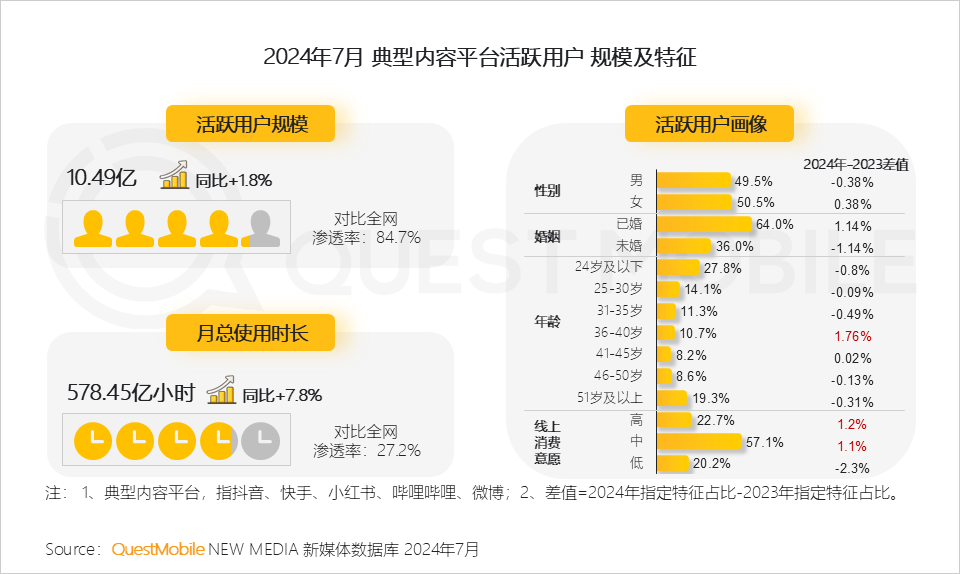 2024年7月 典型内容平台活跃用户 规模及特征
活跃用户规模
10.49亿
同比+1.8%
对比全网
渗透率：84.7%
月总使用时长
578.45亿小时
同比+7.8%
对比全网
渗透率：27.2%
活跃用户画像
2024年-2023差值
性别
男 49.5% -0.38%
女 50.5% 0.38%
婚姻
已婚 64.0% 1.14%
未婚 36.0% -1.14%
年龄
24岁及以下 27.8% -0.8%
25-30岁 14.1% -0.09%
31-35岁 11.3% -0.49%
36-40岁 10.7% 1.76%
41-45岁 8.2% 0.02%
46-50岁 8.6% -0.13%
51岁及以上 19.3% -0.31%
线上
消费
意愿
高 22.7% 1.2%
中 57.1% 1.1%
低 20.2% -2.3%
QUEST MOBILE
注： 1、典型内容平台，指抖音、快手、小红书、哔哩哔哩、微博；2、差值=2024年指定特征占比-2023年指定特征占比。
Source：QuestMobile NEW MEDIA 新媒体数据库 2024年7月